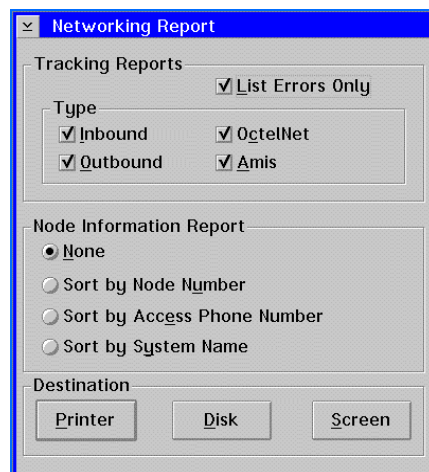 Networking Report
Tracking Reports
List Errors Only
Type
Inbound OctelNet
Outbound Amis
Node Information Report
None
Sort by Node Number
Sort by Access Phone Number
Sort by System Name
Destination
Printer Disk Screen